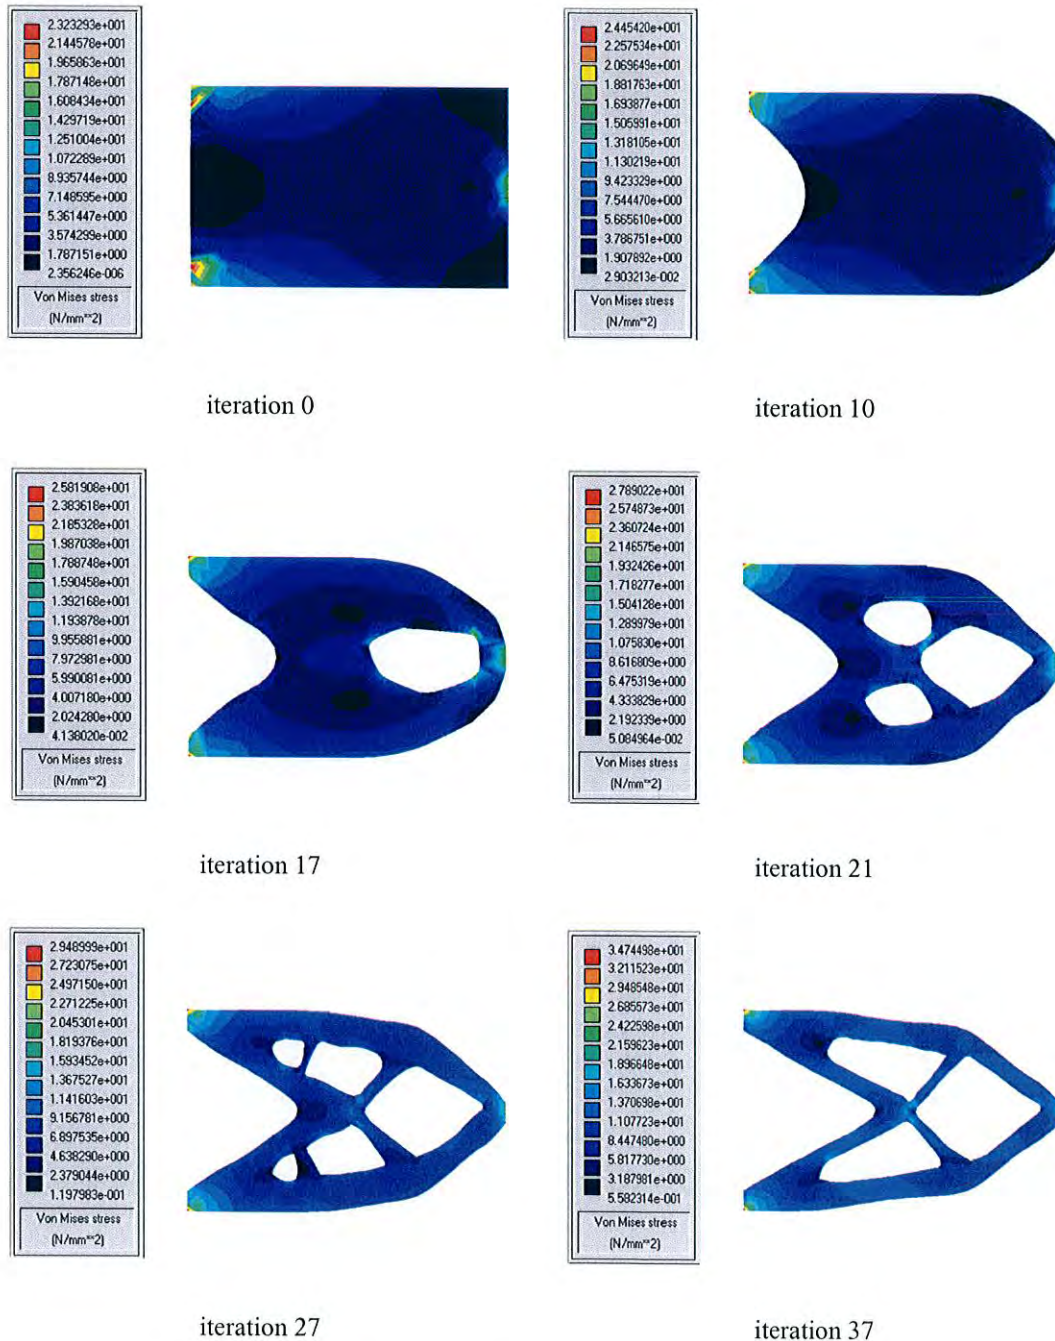 2.323293e+001
2.144578e+001
1.965863e+001
1.787148e+001
1.608434e+001
1.429719e+001
1.251004e+001
1.072289e+001
8.935744e+000
7.148595e+000
5.361447e+000
3.574299e+000
1.787151e+000
2.356246e-006
Von Mises stress
(N/mm**2)
iteration 0
2.445420e+001
2.257534e+001
2.069649e+001
1.881763e+001
1.693877e+001
1.505991e+001
1.318105e+001
1.130219e+001
9.423329e+000
7.544470e+000
5.665610e+000
3.786751e+000
1.907892e+000
2.903213e-002
Von Mises stress
(N/mm**2)
iteration 10
2.581908e+001
2.383618e+001
2.185328e+001
1.987038e+001
1.788748e+001
1.590458e+001
1.392168e+001
1.193878e+001
9.955881e+000
7.972981e+000
5.990081e+000
4.007180e+000
2.024280e+000
4.138020e-002
Von Mises stress
(N/mm**2)
iteration 17
2.789022e+001
2.574873e+001
2.360724e+001
2.146575e+001
1.932426e+001
1.718277e+001
1.504128e+001
1.289979e+001
1.075830e+001
8.616809e+000
6.475319e+000
4.333829e+000
2.192339e+000
5.084964e-002
Von Mises stress
(N/mm**2)
iteration 21
2.948999e+001
2.723075e+001
2.497150e+001
2.271225e+001
2.045301e+001
1.819376e+001
1.593452e+001
1.367527e+001
1.141603e+001
9.156781e+000
6.897535e+000
4.638290e+000
2.379044e+000
1.197983e-001
Von Mises stress
(N/mm**2)
iteration 27
3.474498e+001
3.211523e+001
2.948548e+001
2.685573e+001
2.422598e+001
2.159623e+001
1.896648e+001
1.633673e+001
1.370698e+001
1.107723e+001
8.447480e+000
5.817730e+000
3.187981e+000
5.582314e-001
Von Mises stress
(N/mm**2)
iteration 37